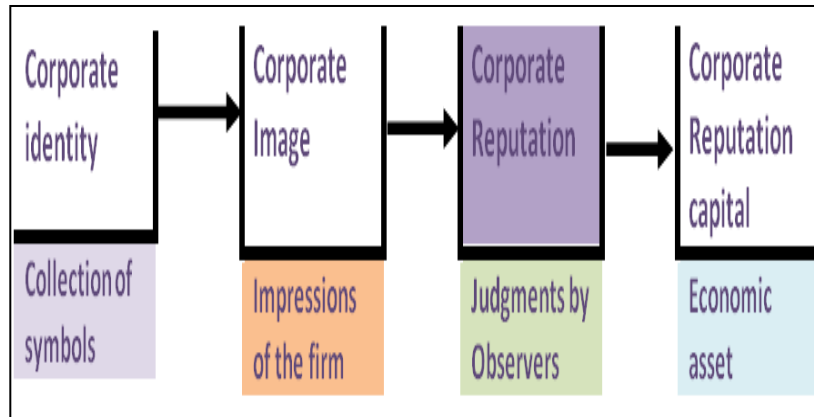 Corporate
identity
Collection of
symbols
Corporate
Image
Impressions
of the firm
Corporate
Reputation
Judgments by
Observers
Corporate
Reputation
capital
Economic
asset